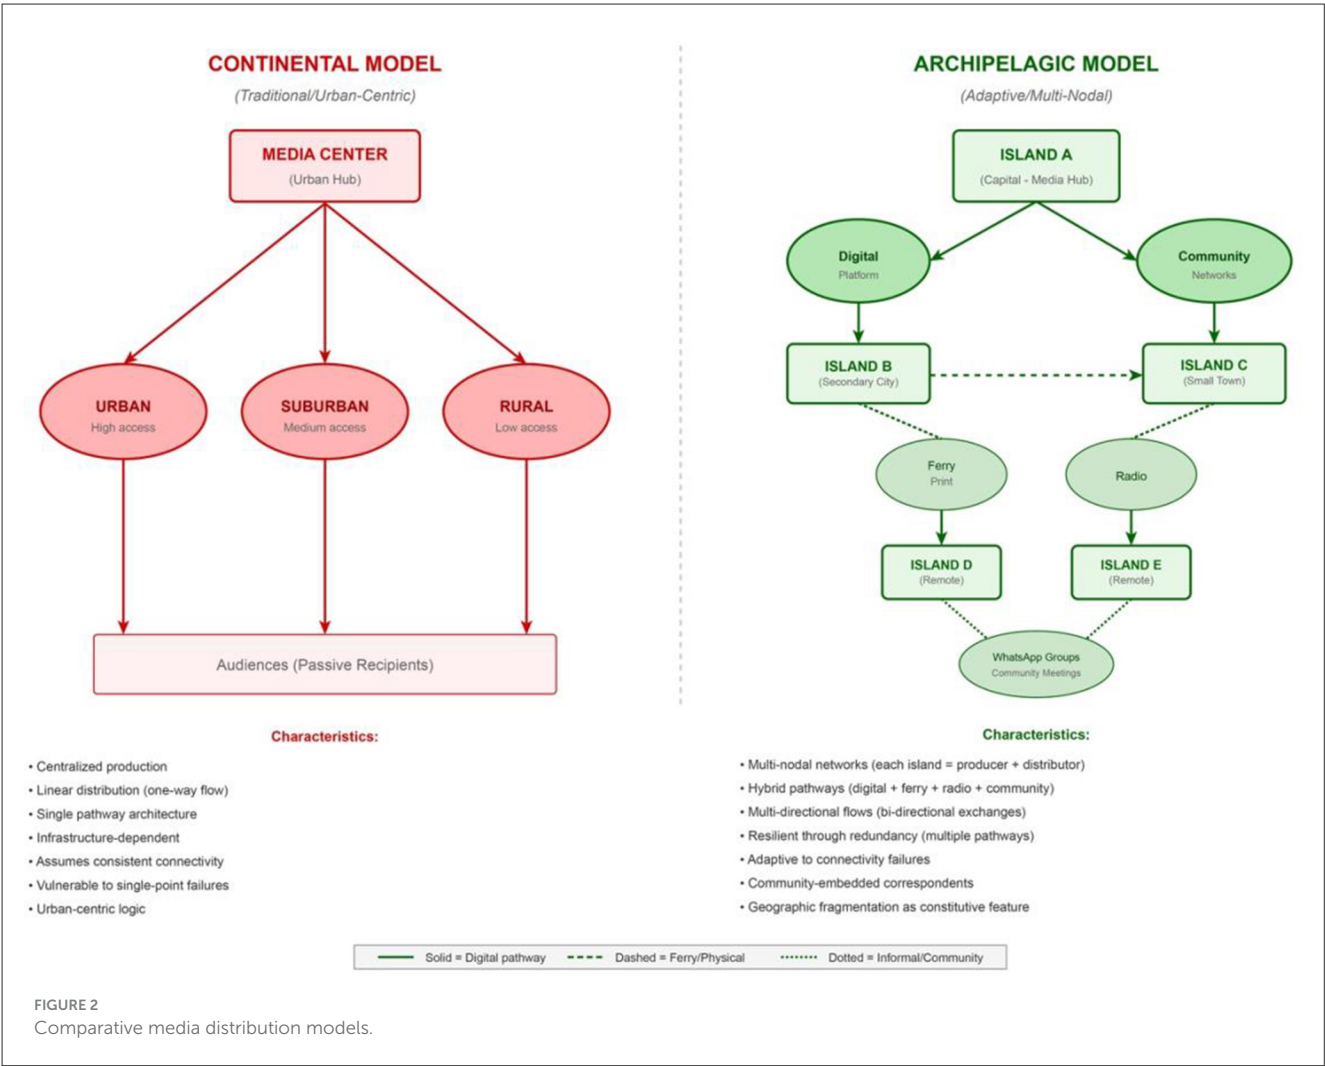 CONTINENTAL MODEL
(Traditional/Urban-Centric)
MEDIA CENTER
(Urban Hub)
URBAN
High access
SUBURBAN
Medium access
RURAL
Low access
Audiences (Passive Recipients)
Characteristics:
• Centralized production
• Linear distribution (one-way flow)
• Single pathway architecture
• Infrastructure-dependent
• Assumes consistent connectivity
• Vulnerable to single-point failures
• Urban-centric logic
ARCHIPELAGIC MODEL
(Adaptive/Multi-Nodal)
ISLAND A
(Capital - Media Hub)
Digital
Platform
Community
Networks
ISLAND B
(Secondary City)
ISLAND C
(Small Town)
Ferry
Print
Radio
ISLAND D
(Remote)
ISLAND E
(Remote)
WhatsApp Groups
Community Meetings
Characteristics:
• Multi-nodal networks (each island = producer + distributor)
• Hybrid pathways (digital + ferry + radio + community)
• Multi-directional flows (bi-directional exchanges)
• Resilient through redundancy (multiple pathways)
• Adaptive to connectivity failures
• Community-embedded correspondents
• Geographic fragmentation as constitutive feature
Solid = Digital pathway
Dashed = Ferry/Physical
Dotted = Informal/Community
FIGURE 2
Comparative media distribution models.